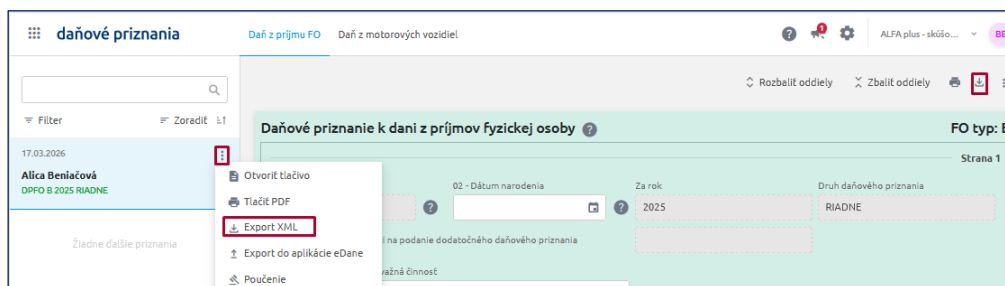 daňové priznania
Daň z príjmu FO
Daň z motorových vozidiel
1
ALFA plus - skúšo...
BE
Rozbaliť oddiely
Zbaliť oddiely
Filter
Zoradiť
Daňové priznanie k dani z príjmov fyzickej osoby
FO typ: B
17.03.2026
Alica Beniačová
DPFO B 2025 RIADNE
Strana 1
Otvoriť tlačivo
Tlačiť PDF
Export XML
Export do aplikácie eDane
Poučenie
02 - Dátum narodenia
Za rok
Druh daňového priznania
2025
RIADNE
i na podanie dodatočného daňového priznania
Žiadne ďalšie priznania
važná činnosť